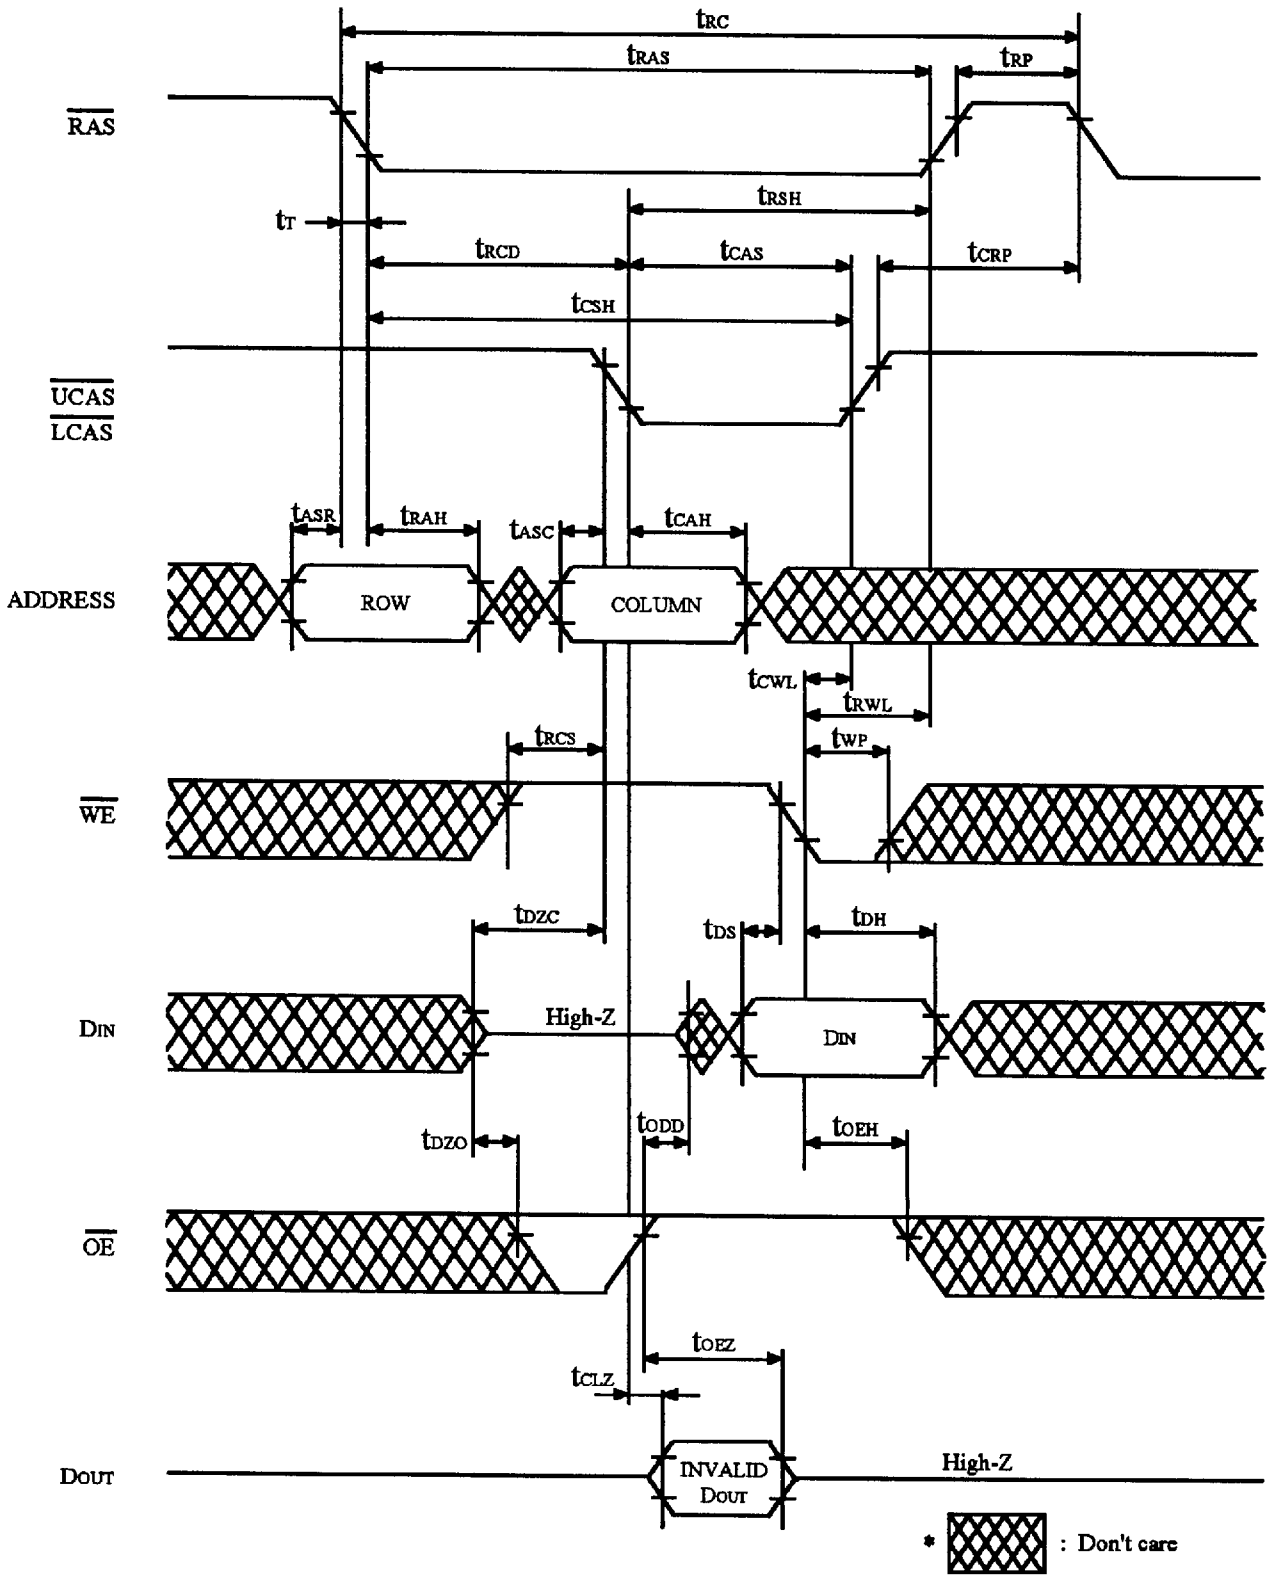 tRC
tRAS
tRP
RAS
tRSH
tT
tRCD
tCAS
tCRP
tCSH
UCAS
LCAS
tASR
tRAH
tASC
tCAH
ADDRESS
ROW
COLUMN
tCWL
tRWL
tRCS
tWP
WE
tDZC
tDS
tDH
DIN
High-Z
DIN
tDZO
tODD
tOEH
OE
tOEZ
tCLZ
DOUT
INVALID
DOUT
High-Z
* : Don't care